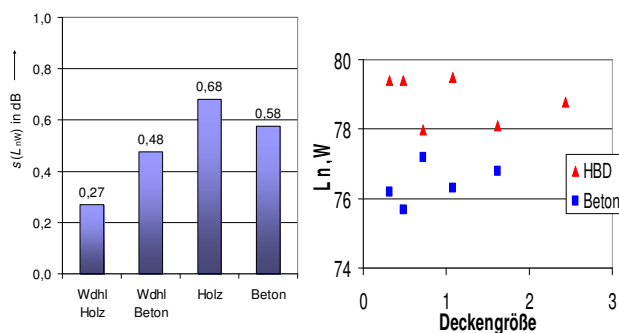 s (L nW) in dB
1,0
0,8
0,6
0,4
0,2
0,0
0,27
0,48
0,68
0,58
Wdhl Holz
Wdhl Beton
Holz
Beton
L n , W
80
78
76
74
0
1
2
3
Deckengröße
HBD
Beton